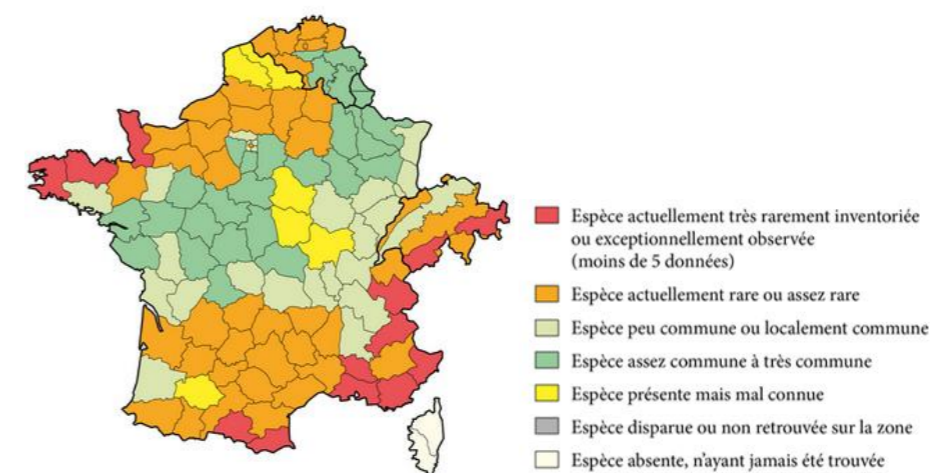 Espèce actuellement très rarement inventoriée
ou exceptionnellement observée
(moins de 5 données)
Espèce actuellement rare ou assez rare
Espèce peu commune ou localement commune
Espèce assez commune à très commune
Espèce présente mais mal connue
Espèce disparue ou non retrouvée sur la zone
Espèce absente, n'ayant jamais été trouvée